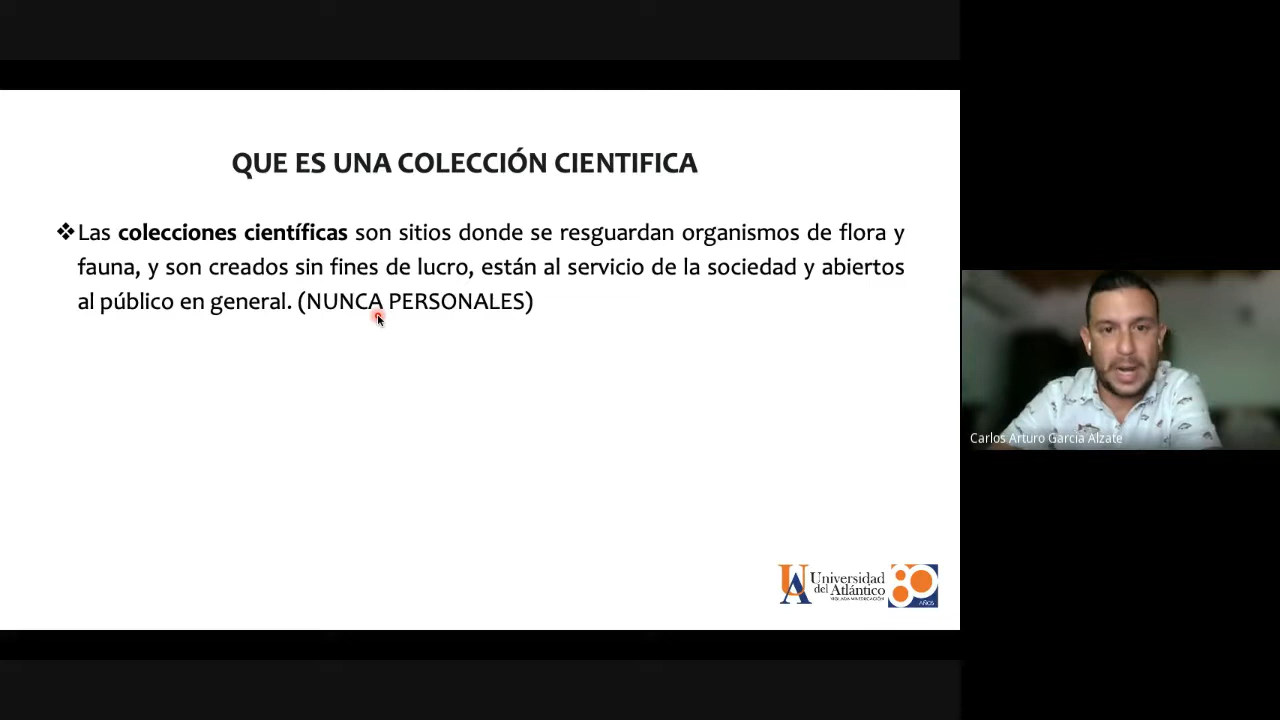 QUE ES UNA COLECCIÓN CIENTIFICA
❖Las colecciones científicas son sitios donde se resguardan organismos de flora y
fauna, y son creados sin fines de lucro, están al servicio de la sociedad y abiertos
al público en general. (NUNCA PERSONALES)
Carlos Arturo Garcia Alzate
Universidad
del Atlántico
80
AÑOS